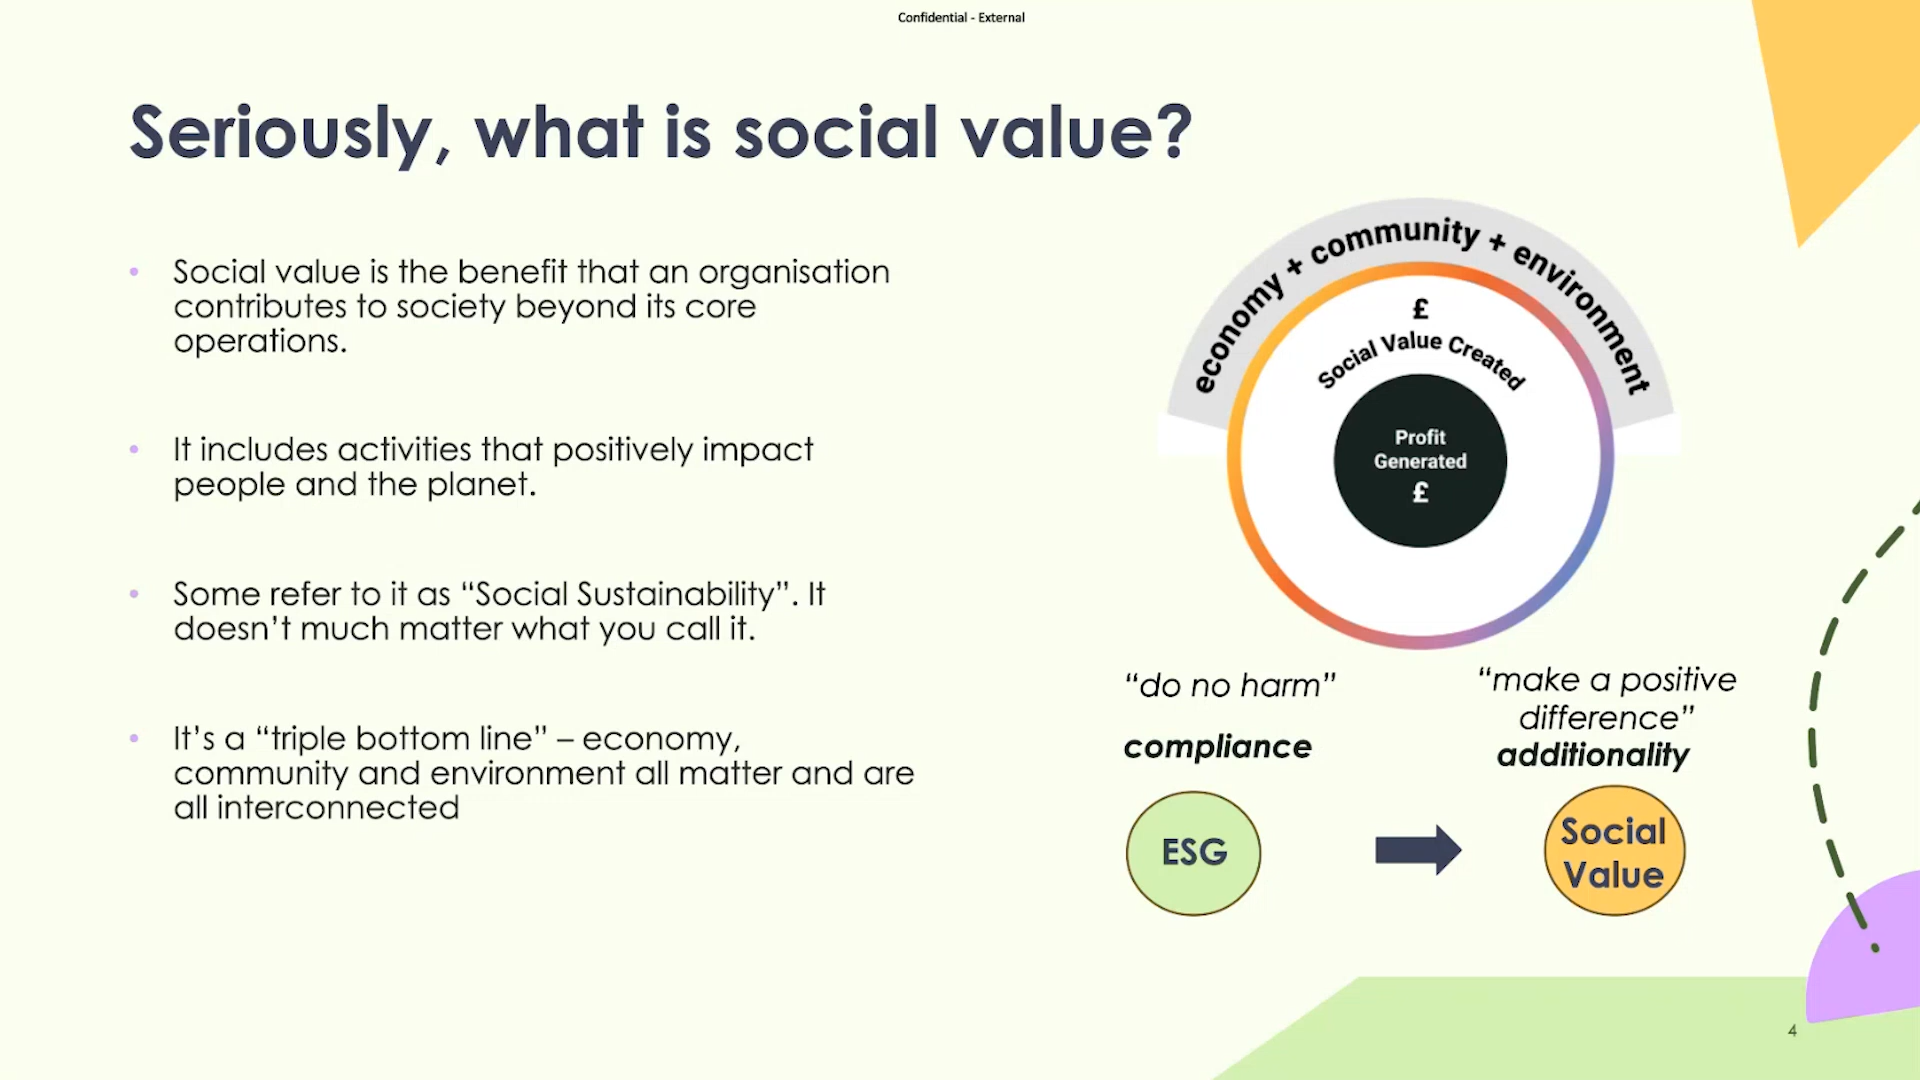 Confidential - External
Seriously, what is social value?
• Social value is the benefit that an organisation
contributes to society beyond its core
operations.
• It includes activities that positively impact
people and the planet.
• Some refer to it as “Social Sustainability”. It
doesn’t much matter what you call it.
• It’s a “triple bottom line” – economy,
community and environment all matter and are
all interconnected
economy + community + environment
£
Social Value Created
Profit
Generated
£
“do no harm”
compliance
ESG
“make a positive
difference”
additionality
Social
Value
4